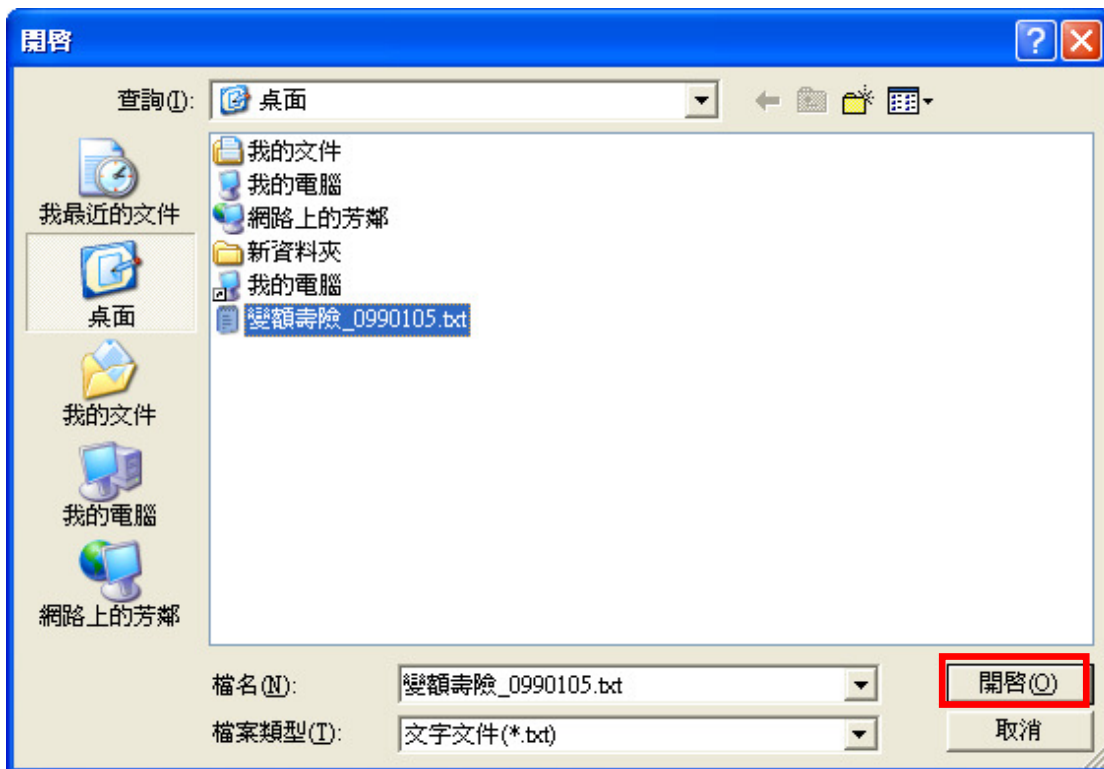 開啓
查詢(I):
桌面
我最近的文件
桌面
我的文件
我的電腦
網路上的芳鄰
我的文件
我的電腦
網路上的芳鄰
新資料夾
我的電腦
變額壽險_0990105.txt
檔名(N):
變額壽險_0990105.txt
開啓(O)
檔案類型(T):
文字文件(*.txt)
取消